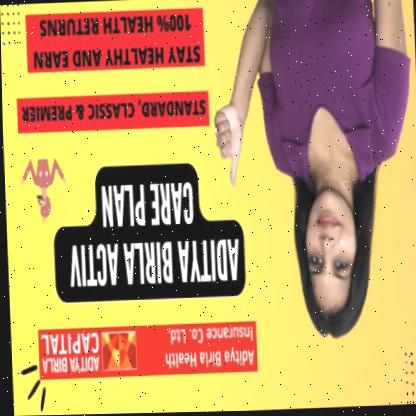 Aditya Birla Health
Insurance Co. Ltd.
ADITYA BIRLA
CAPITAL
ADITYA BIRLA ACTIV
CARE PLAN
STANDARD, CLASSIC & PREMIER
STAY HEALTHY AND EARN
100% HEALTH RETURNS